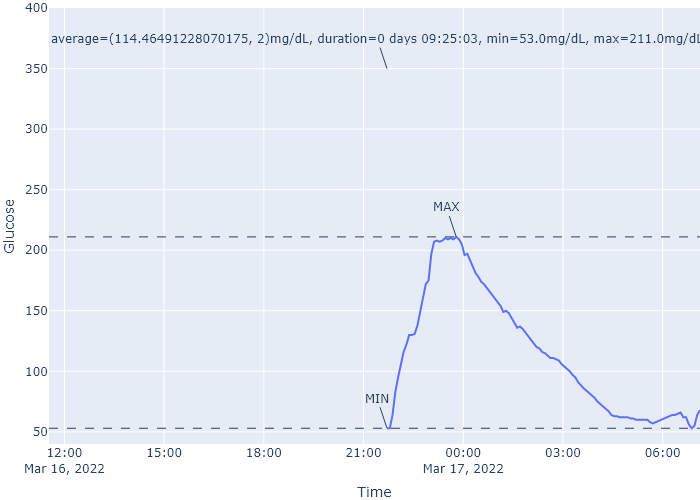 400
average=(114.46491228070175, 2)mg/dL, duration=0 days 09:25:03, min=53.0mg/dL, max=211.0mg/dL
350
300
250
MAX
200
Glucose
150
100
MIN
50
12:00 15:00 18:00 21:00 00:00 03:00 06:00
Mar 16, 2022 Mar 17, 2022
Time